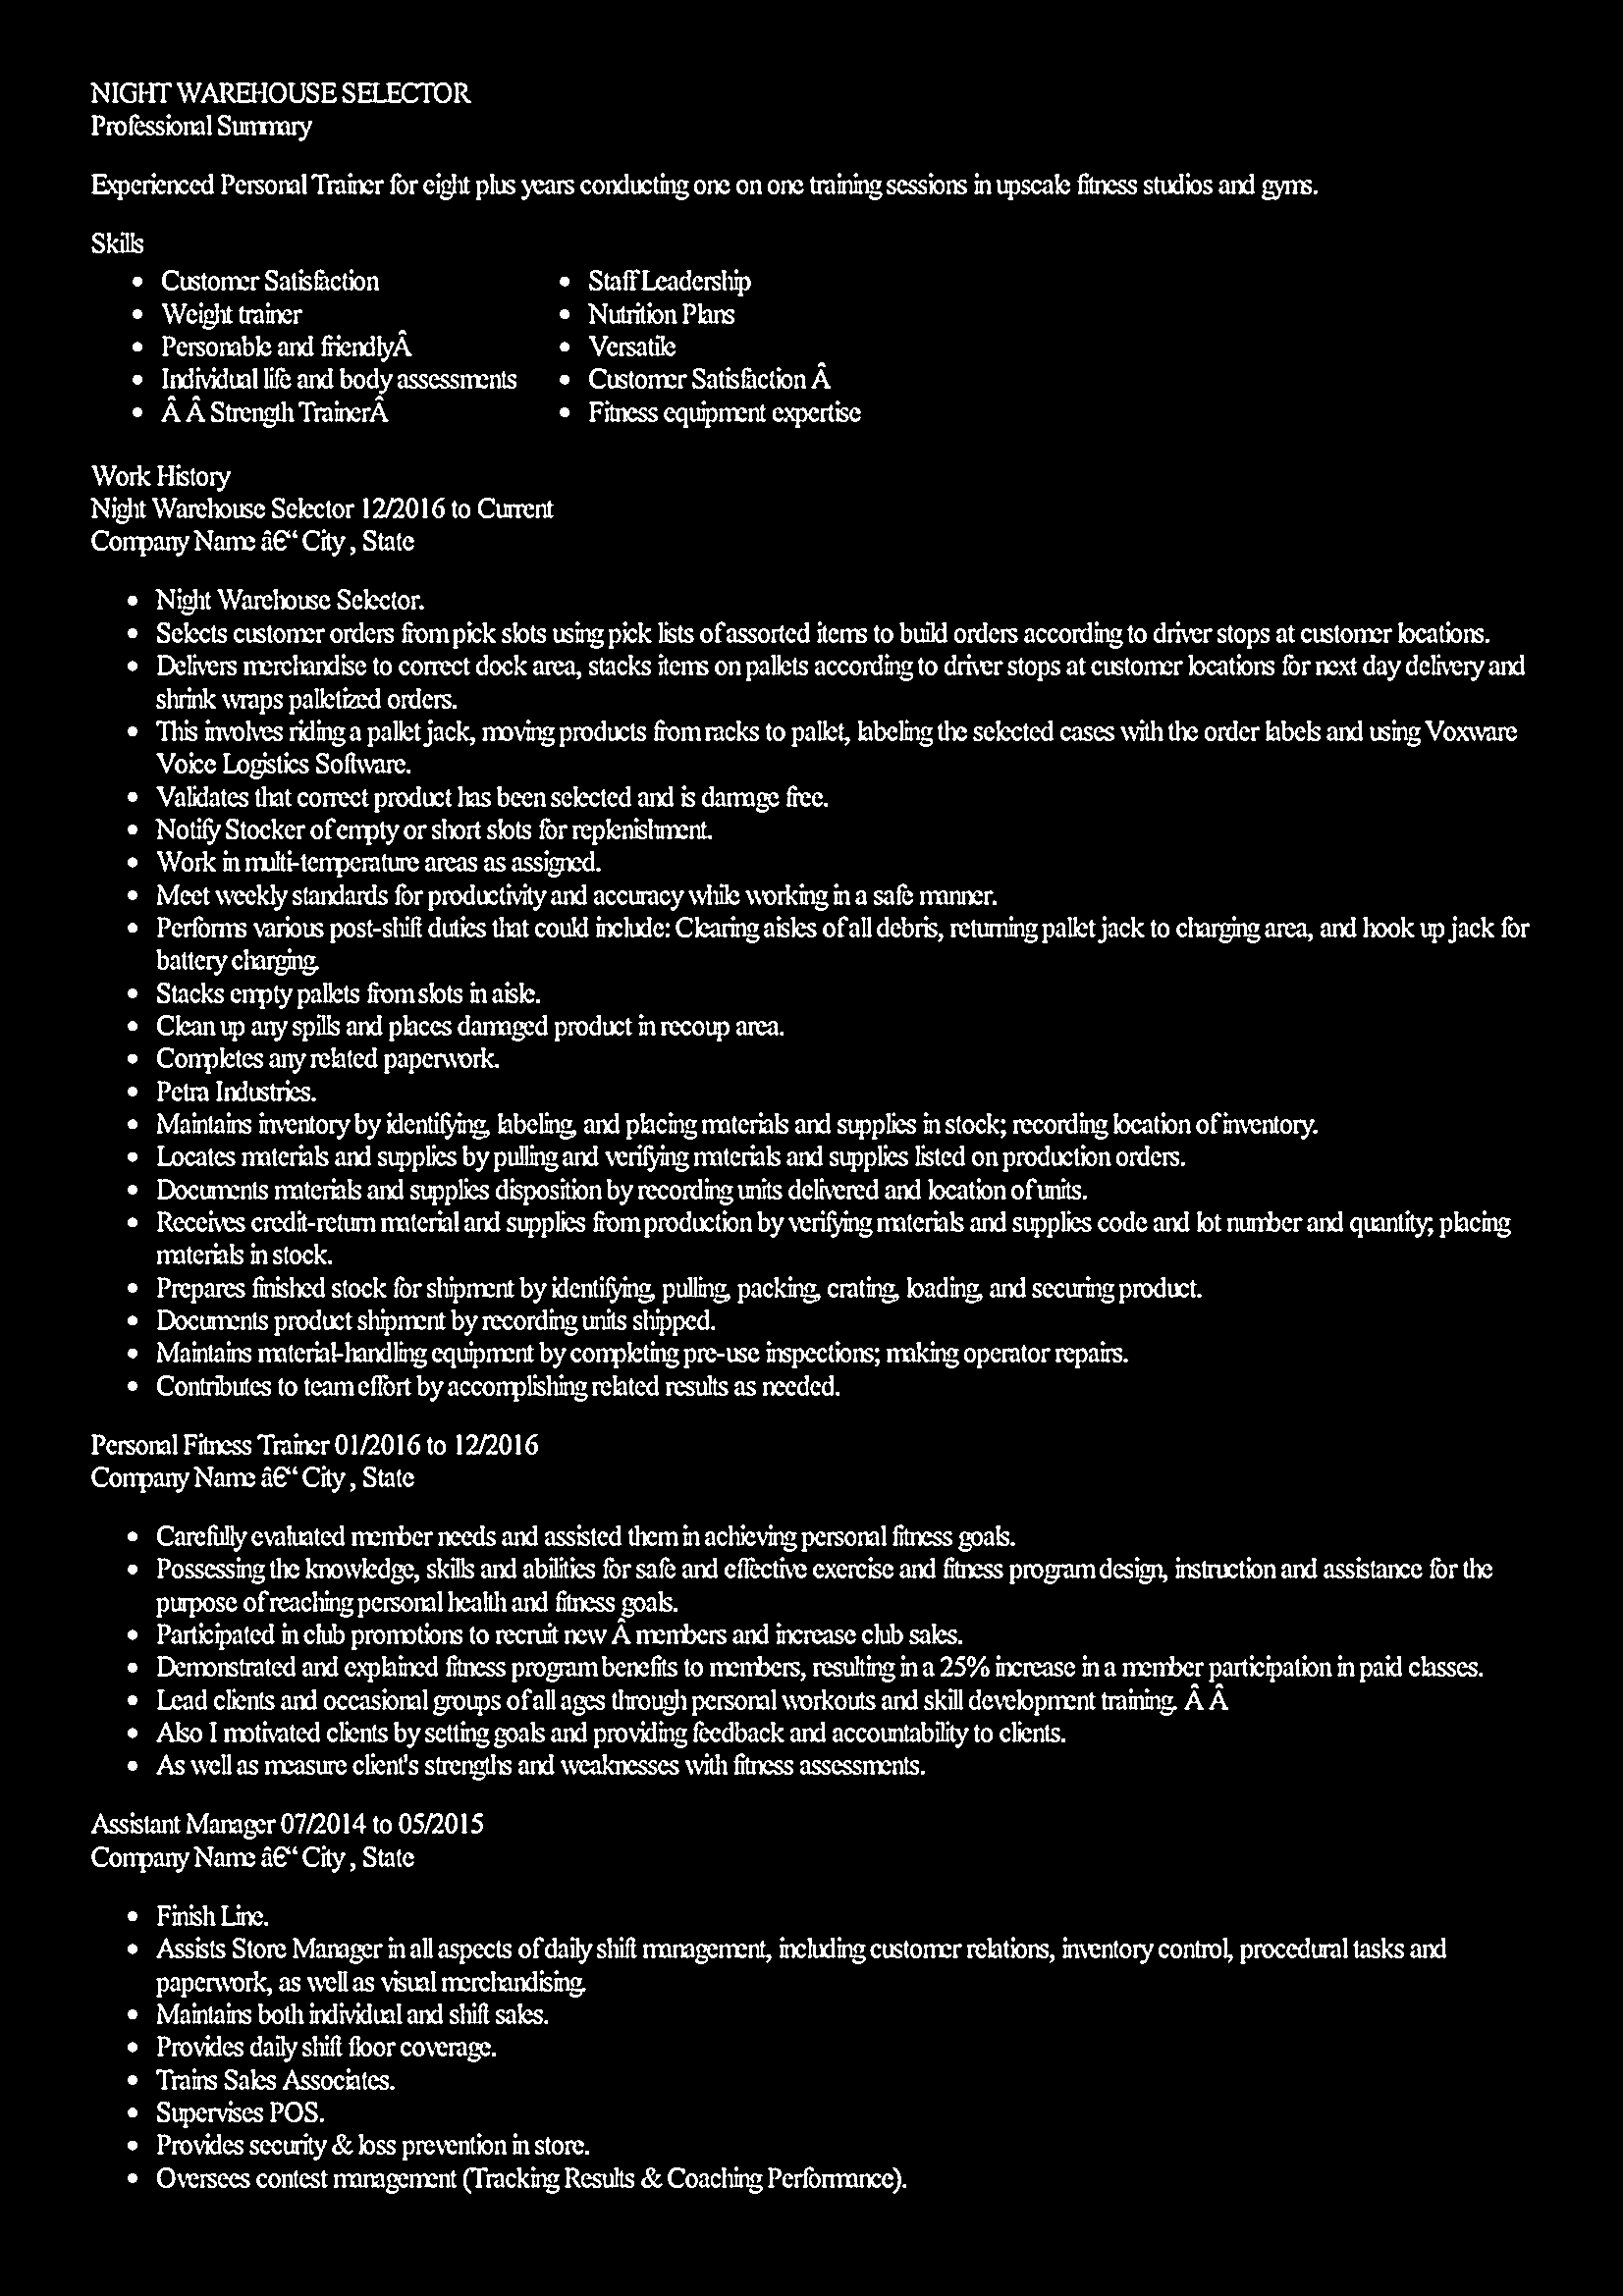 NIGHT WAREHOUSE SELECTOR
Professional Summary
Experienced Personal Trainer for eight plus years conducting one on one training sessions in upscale fitness studios and gyms.
Skills
• Customer Satisfaction
• Weight trainer
• Personable and friendlyÂ
• Individual life and body assessments
• Â Â Strength TrainerÂ
• Staff Leadership
• Nutrition Plans
• Versatile
• Customer Satisfaction Â
• Fitness equipment expertise
Work History
Night Warehouse Selector 12/2016 to Current
Company Name â€“ City , State
• Night Warehouse Selector.
• Selects customer orders from pick slots using pick lists of assorted items to build orders according to driver stops at customer locations.
• Delivers merchandise to correct dock area, stacks items on pallets according to driver stops at customer locations for next day delivery and
shrink wraps palletized orders.
• This involves riding a pallet jack, moving products from racks to pallet, labeling the selected cases with the order labels and using Voxware
Voice Logistics Software.
• Validates that correct product has been selected and is damage free.
• Notify Stocker of empty or short slots for replenishment.
• Work in multi-temperature areas as assigned.
• Meet weekly standards for productivity and accuracy while working in a safe manner.
• Performs various post-shift duties that could include: Clearing aisles of all debris, returning pallet jack to charging area, and hook up jack for
battery charging.
• Stacks empty pallets from slots in aisle.
• Clean up any spills and places damaged product in recoup area.
• Completes any related paperwork.
• Petra Industries.
• Maintains inventory by identifying, labeling, and placing materials and supplies in stock; recording location of inventory.
• Locates materials and supplies by pulling and verifying materials and supplies listed on production orders.
• Documents materials and supplies disposition by recording units delivered and location of units.
• Receives credit-return material and supplies from production by verifying materials and supplies code and lot number and quantity; placing
materials in stock.
• Prepares finished stock for shipment by identifying, pulling, packing, crating, loading, and securing product.
• Documents product shipment by recording units shipped.
• Maintains material-handling equipment by completing pre-use inspections; making operator repairs.
• Contributes to team effort by accomplishing related results as needed.
Personal Fitness Trainer 01/2016 to 12/2016
Company Name â€“ City , State
• Carefully evaluated member needs and assisted them in achieving personal fitness goals.
• Possessing the knowledge, skills and abilities for safe and effective exercise and fitness program design, instruction and assistance for the
purpose of reaching personal health and fitness goals.
• Participated in club promotions to recruit new Â members and increase club sales.
• Demonstrated and explained fitness program benefits to members, resulting in a 25% increase in a member participation in paid classes.
• Lead clients and occasional groups of all ages through personal workouts and skill development training. Â Â
• Also I motivated clients by setting goals and providing feedback and accountability to clients.
• As well as measure client's strengths and weaknesses with fitness assessments.
Assistant Manager 07/2014 to 05/2015
Company Name â€“ City , State
• Finish Line.
• Assists Store Manager in all aspects of daily shift management, including customer relations, inventory control, procedural tasks and
paperwork, as well as visual merchandising.
• Maintains both individual and shift sales.
• Provides daily shift floor coverage.
• Trains Sales Associates.
• Supervises POS.
• Provides security & loss prevention in store.
• Oversees contest management (Tracking Results & Coaching Performance).